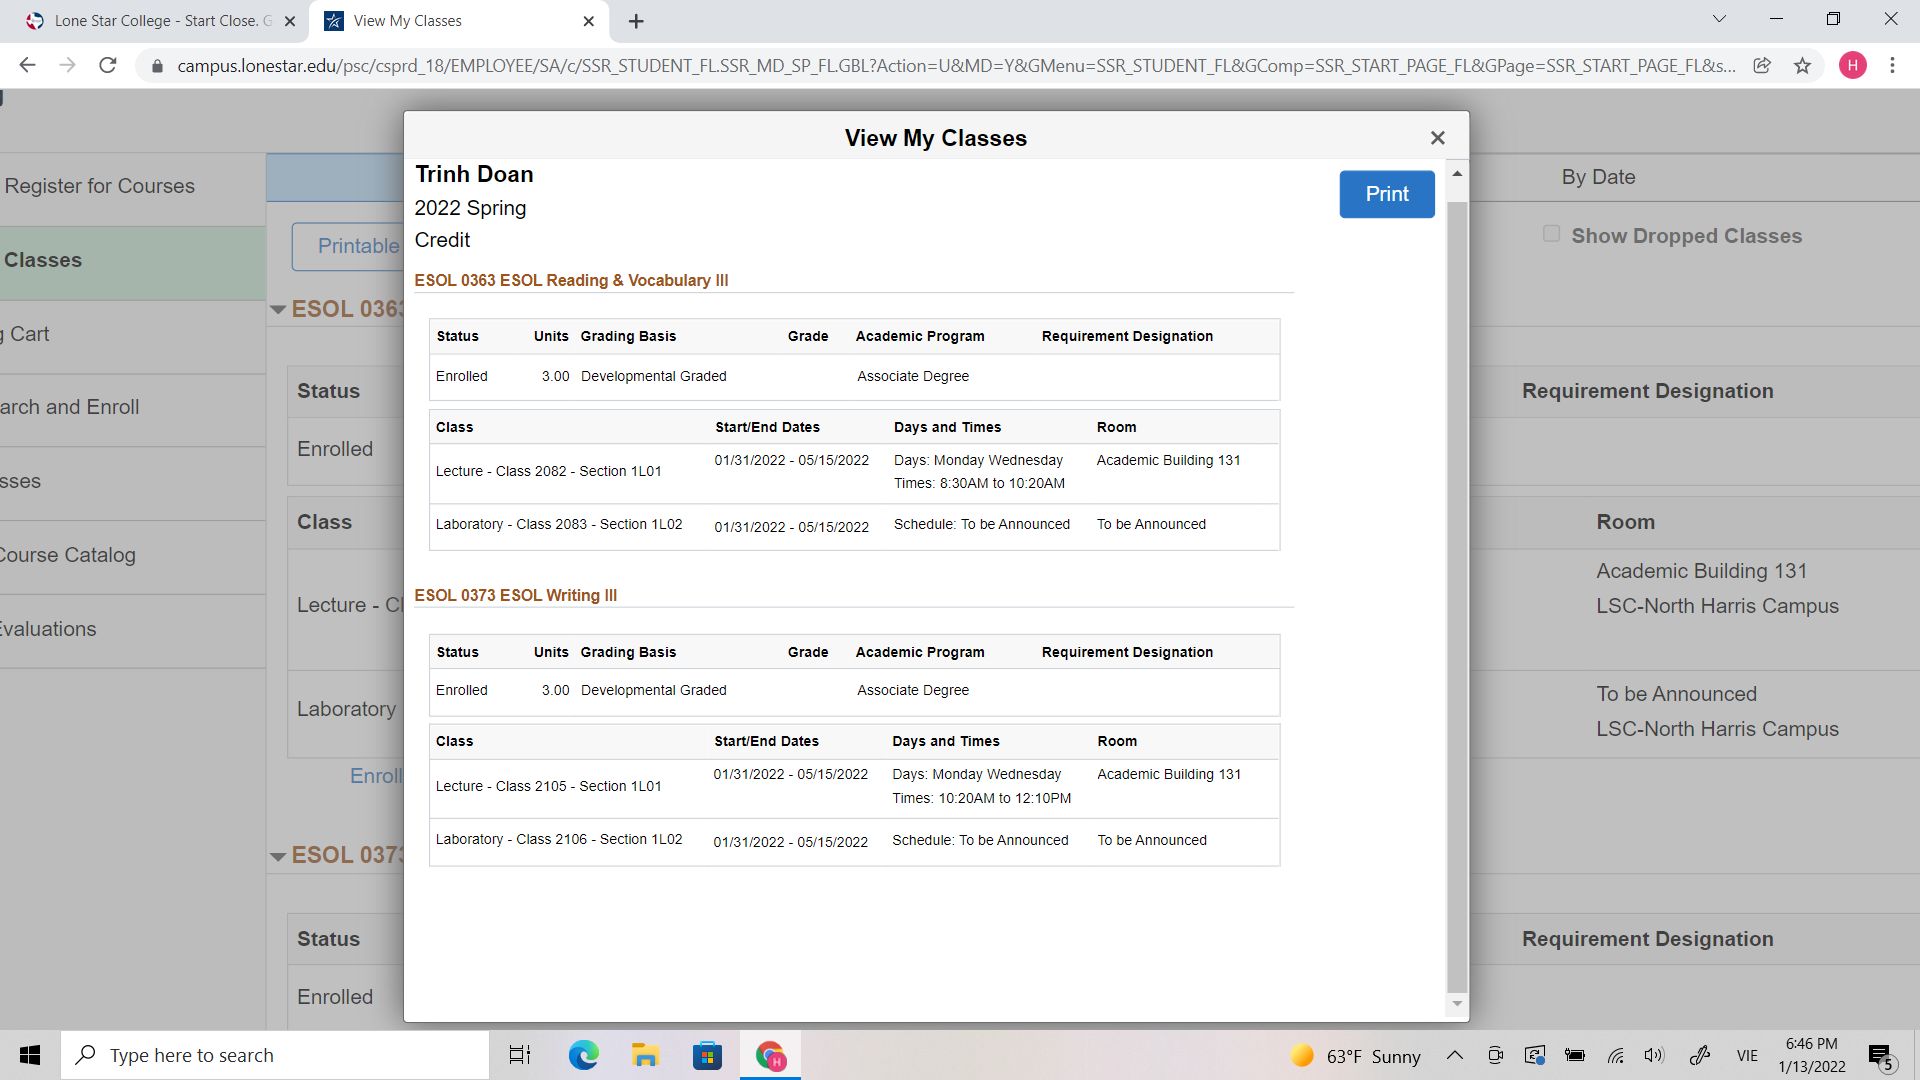 Lone Star College - Start Close. G
View My Classes
campus.lonestar.edu/psc/csprd_18/EMPLOYEE/SA/c/SSR_STUDENT_FL.SSR_MD_SP_FL.GBL?Action=U&MD=Y&GMenu=SSR_STUDENT_FL&GComp=SSR_START_PAGE_FL&GPage=SSR_START_PAGE_FL&s...
H
View My Classes
Trinh Doan
Print
2022 Spring
Credit
ESOL 0363 ESOL Reading & Vocabulary III
Status Units Grading Basis Grade Academic Program Requirement Designation
Enrolled 3.00 Developmental Graded Associate Degree
Class Start/End Dates Days and Times Room
Lecture - Class 2082 - Section 1L01 01/31/2022 - 05/15/2022 Days: Monday Wednesday Academic Building 131
Times: 8:30AM to 10:20AM
Laboratory - Class 2083 - Section 1L02 01/31/2022 - 05/15/2022 Schedule: To be Announced To be Announced
ESOL 0373 ESOL Writing III
Status Units Grading Basis Grade Academic Program Requirement Designation
Enrolled 3.00 Developmental Graded Associate Degree
Class Start/End Dates Days and Times Room
Lecture - Class 2105 - Section 1L01 01/31/2022 - 05/15/2022 Days: Monday Wednesday Academic Building 131
Times: 10:20AM to 12:10PM
Laboratory - Class 2106 - Section 1L02 01/31/2022 - 05/15/2022 Schedule: To be Announced To be Announced
Register for Courses
Classes
g Cart
arch and Enroll
sses
Course Catalog
Evaluations
Printable
ESOL 0363
Status
Enrolled
Class
Lecture - Cl
Laboratory
Enroll
ESOL 0373
Status
Enrolled
By Date
Show Dropped Classes
Requirement Designation
Room
Academic Building 131
LSC-North Harris Campus
To be Announced
LSC-North Harris Campus
Requirement Designation
Type here to search
H
63°F Sunny
VIE
6:46 PM
1/13/2022
5